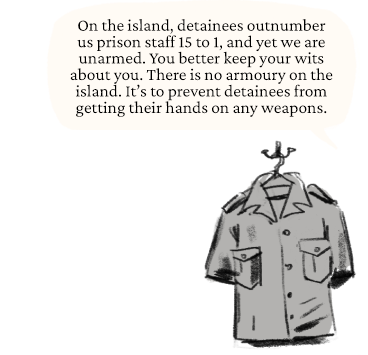 On the island, detainees outnumber
us prison staff 15 to 1, and yet we are
unarmed. You better keep your wits
about you. There is no armoury on the
island. It’s to prevent detainees from
getting their hands on any weapons.